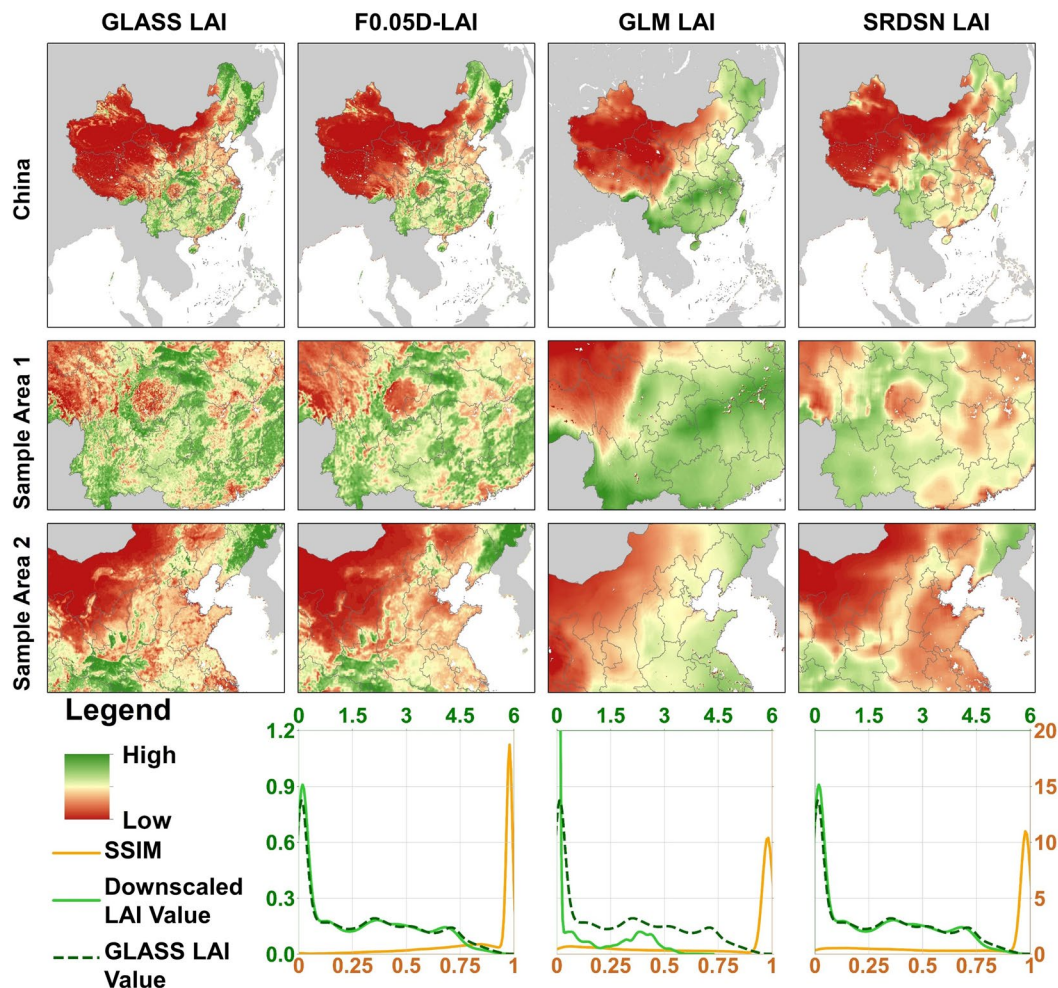 GLASS LAI F0.05D-LAI GLM LAI SRDSN LAI
China
Sample Area 1
Sample Area 2
Legend
High
Low
SSIM
Downscaled
LAI Value
GLASS LAI
Value
0 1.5 3 4.5 6 0 1.5 3 4.5 6 0 1.5 3 4.5 6
1.2
0.9
0.6
0.3
0.0
20
15
10
5
0
0 0.25 0.5 0.75 1 0 0.25 0.5 0.75 1 0 0.25 0.5 0.75 1